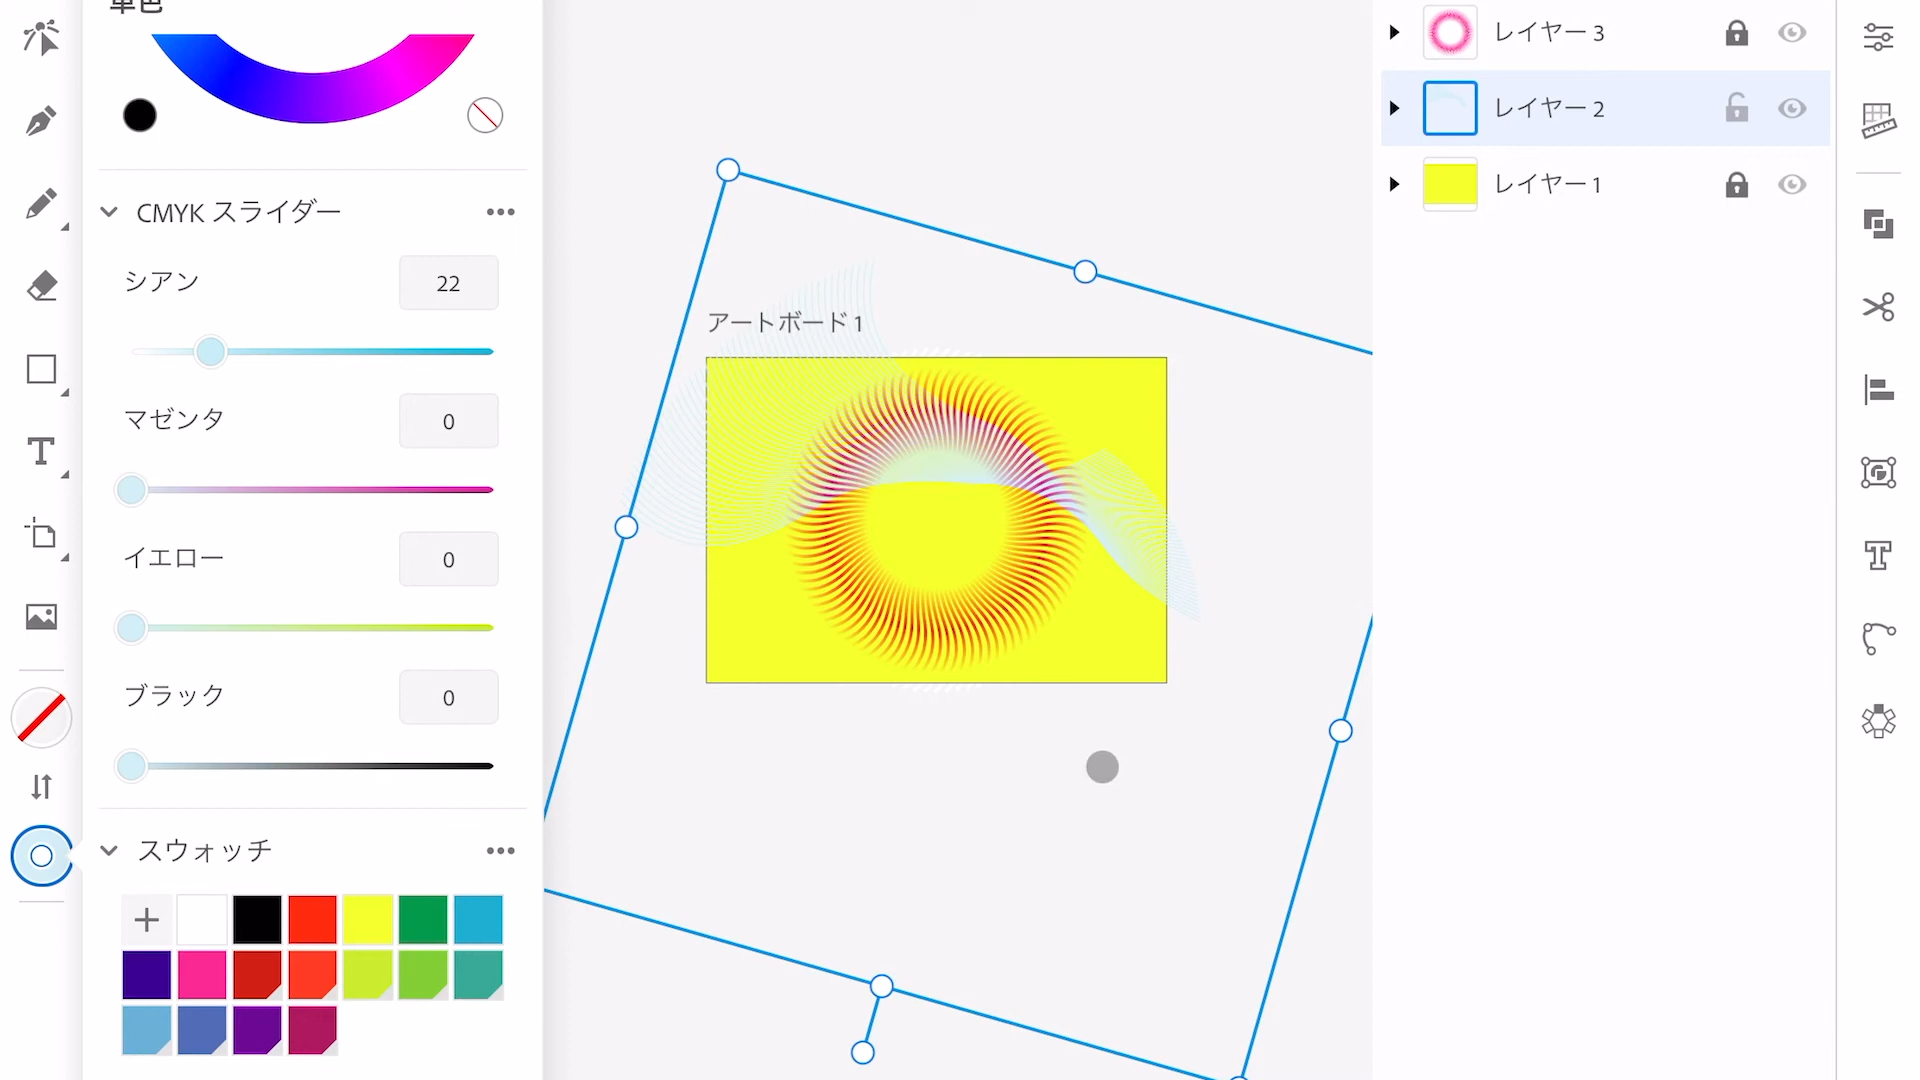 単色
CMYK スライダー
シアン
22
マゼンタ
0
イエロー
0
ブラック
0
スウォッチ
アートボード 1
レイヤー 3
レイヤー 2
レイヤー 1